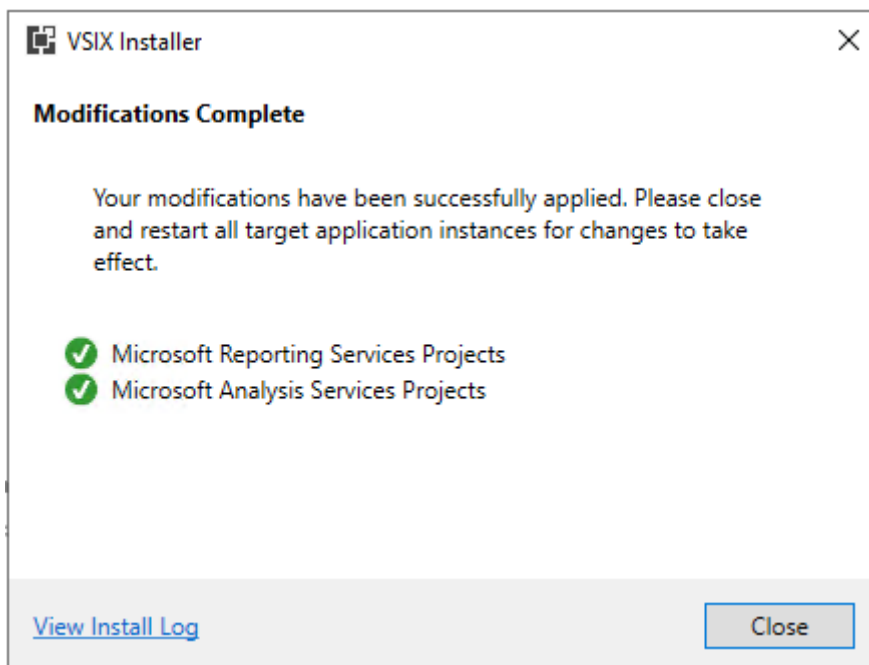 VSIX Installer
Modifications Complete
Your modifications have been successfully applied. Please close
and restart all target application instances for changes to take
effect.
Microsoft Reporting Services Projects
Microsoft Analysis Services Projects
View Install Log
Close